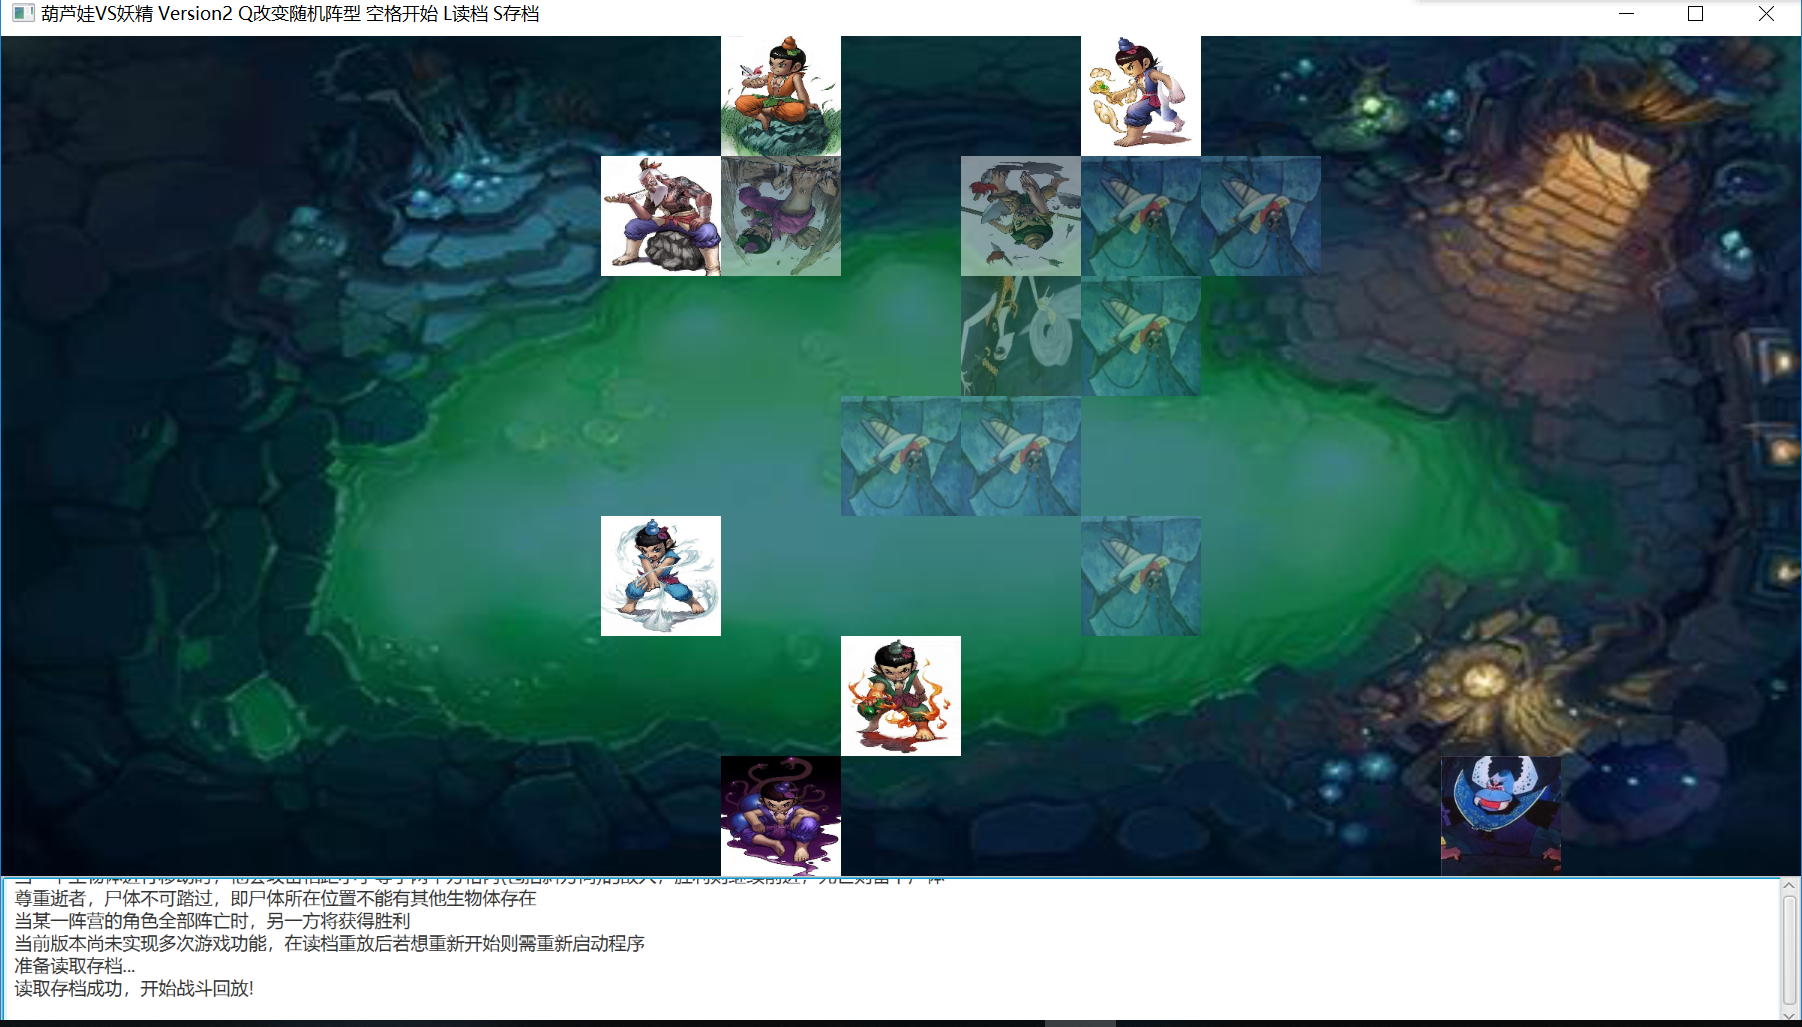 葫芦娃VS妖精 Version2 Q改变随机阵型 空格开始 L读档 S存档
尊重逝者，尸体不可踏过，即尸体所在位置不能有其他生物体存在
当某一阵营的角色全部阵亡时，另一方将获得胜利
当前版本尚未实现多次游戏功能，在读档重放后若想重新开始则需重新启动程序
准备读取存档...
读取存档成功，开始战斗回放!